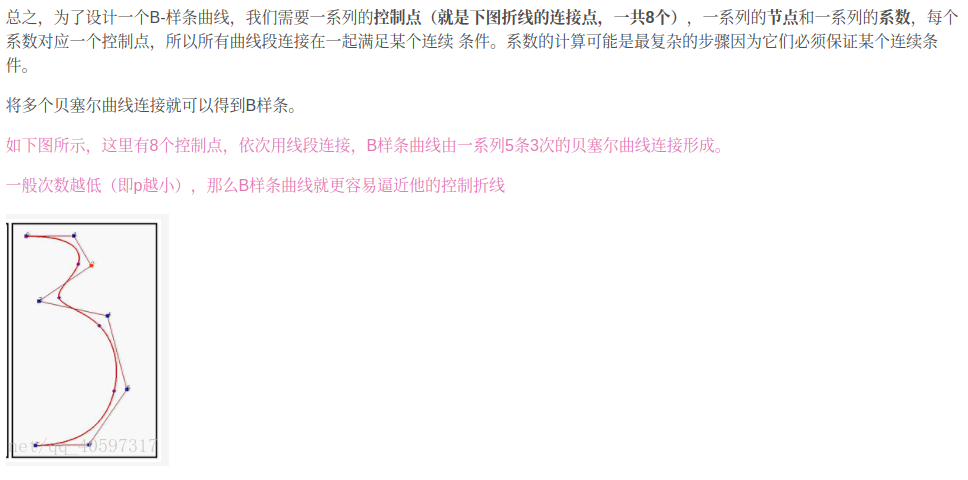 总之，为了设计一个B-样条曲线，我们需要一系列的控制点（就是下图折线的连接点，一共8个），一系列的节点和一系列的系数，每个
系数对应一个控制点，所以所有曲线段连接在一起满足某个连续 条件。系数的计算可能是最复杂的步骤因为它们必须保证某个连续条
件。
将多个贝塞尔曲线连接就可以得到B样条。
如下图所示，这里有8个控制点，依次用线段连接，B样条曲线由一系列5条3次的贝塞尔曲线连接形成。
一般次数越低（即p越小），那么B样条曲线就更容易逼近他的控制折线
net/qq_40597317